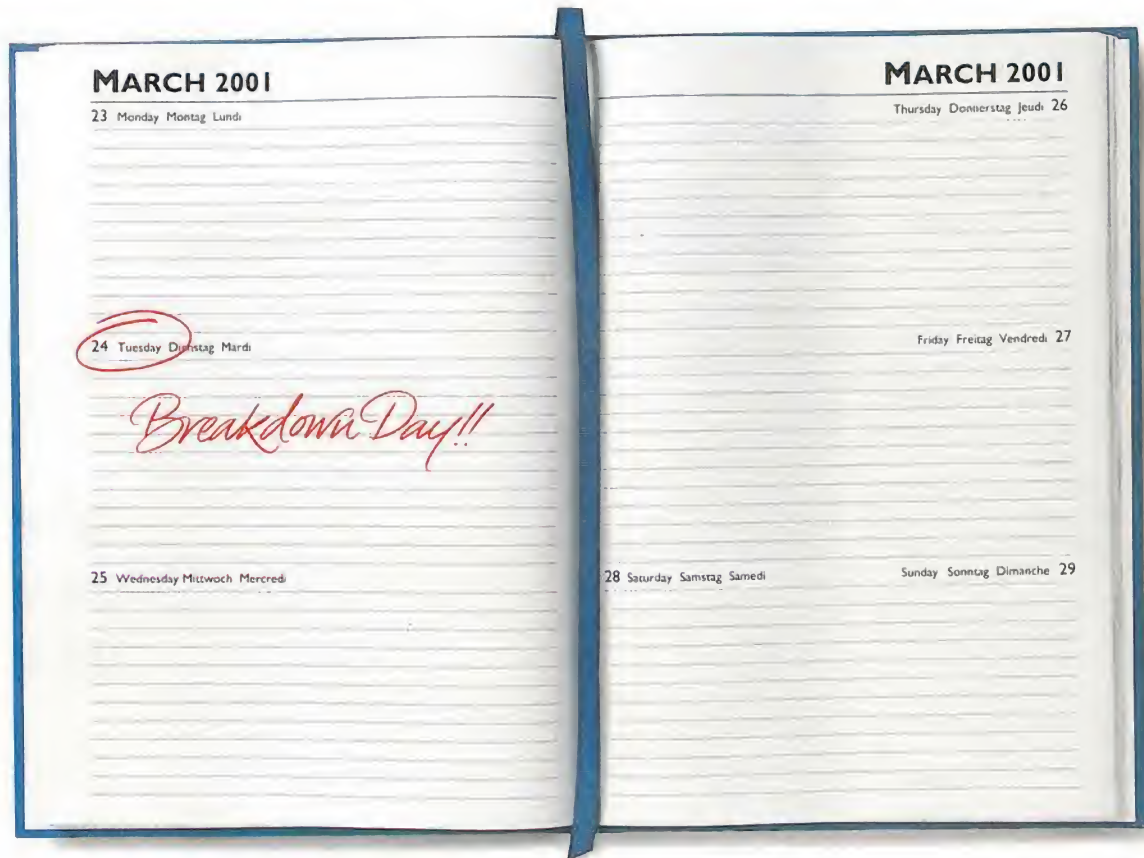 MARCH 2001
23 Monday Montag Lundi
24 Tuesday Dienstag Mardi
Breakdown Day!!
25 Wednesday Mittwoch Mercredi
MARCH 2001
Thursday Donnerstag Jeudi 26
Friday Freitag Vendredi 27
28 Saturday Samstag Samedi
Sunday Sonntag Dimanche 29